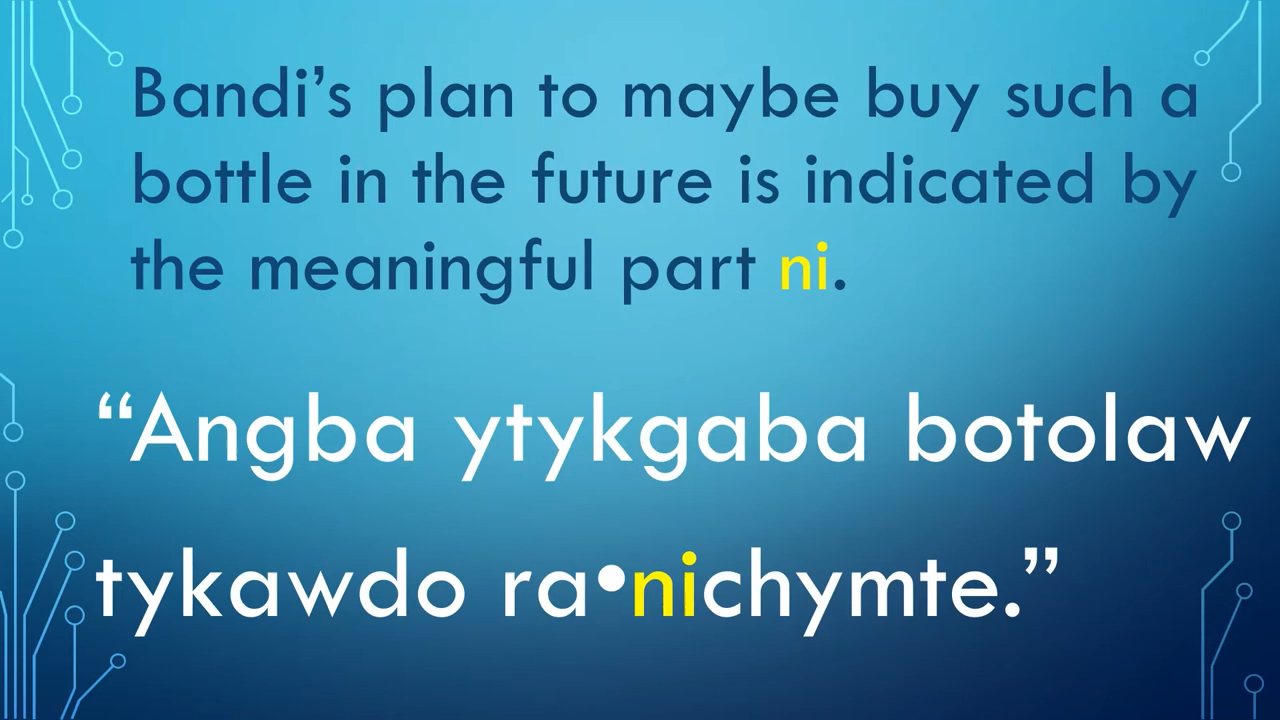 Bandi’s plan to maybe buy such a
bottle in the future is indicated by
the meaningful part ni.
“Angba ytykgaba botolaw
tykawdo ra•nichymte.”